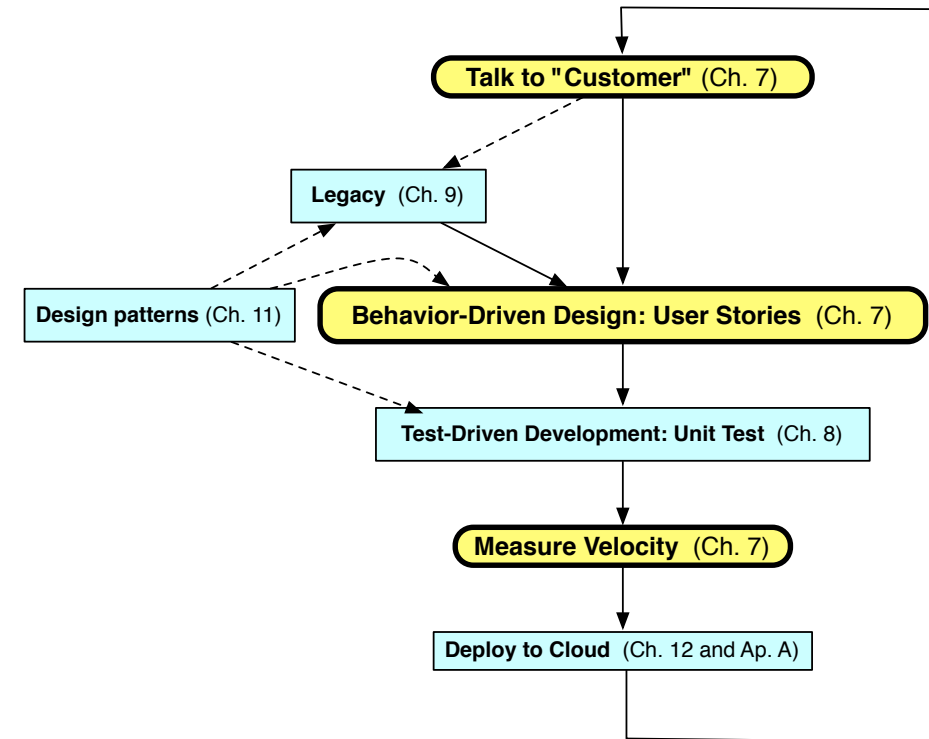 Talk to "Customer" (Ch. 7)
Legacy (Ch. 9)
Design patterns (Ch. 11)
Behavior-Driven Design: User Stories (Ch. 7)
Test-Driven Development: Unit Test (Ch. 8)
Measure Velocity (Ch. 7)
Deploy to Cloud (Ch. 12 and Ap. A)